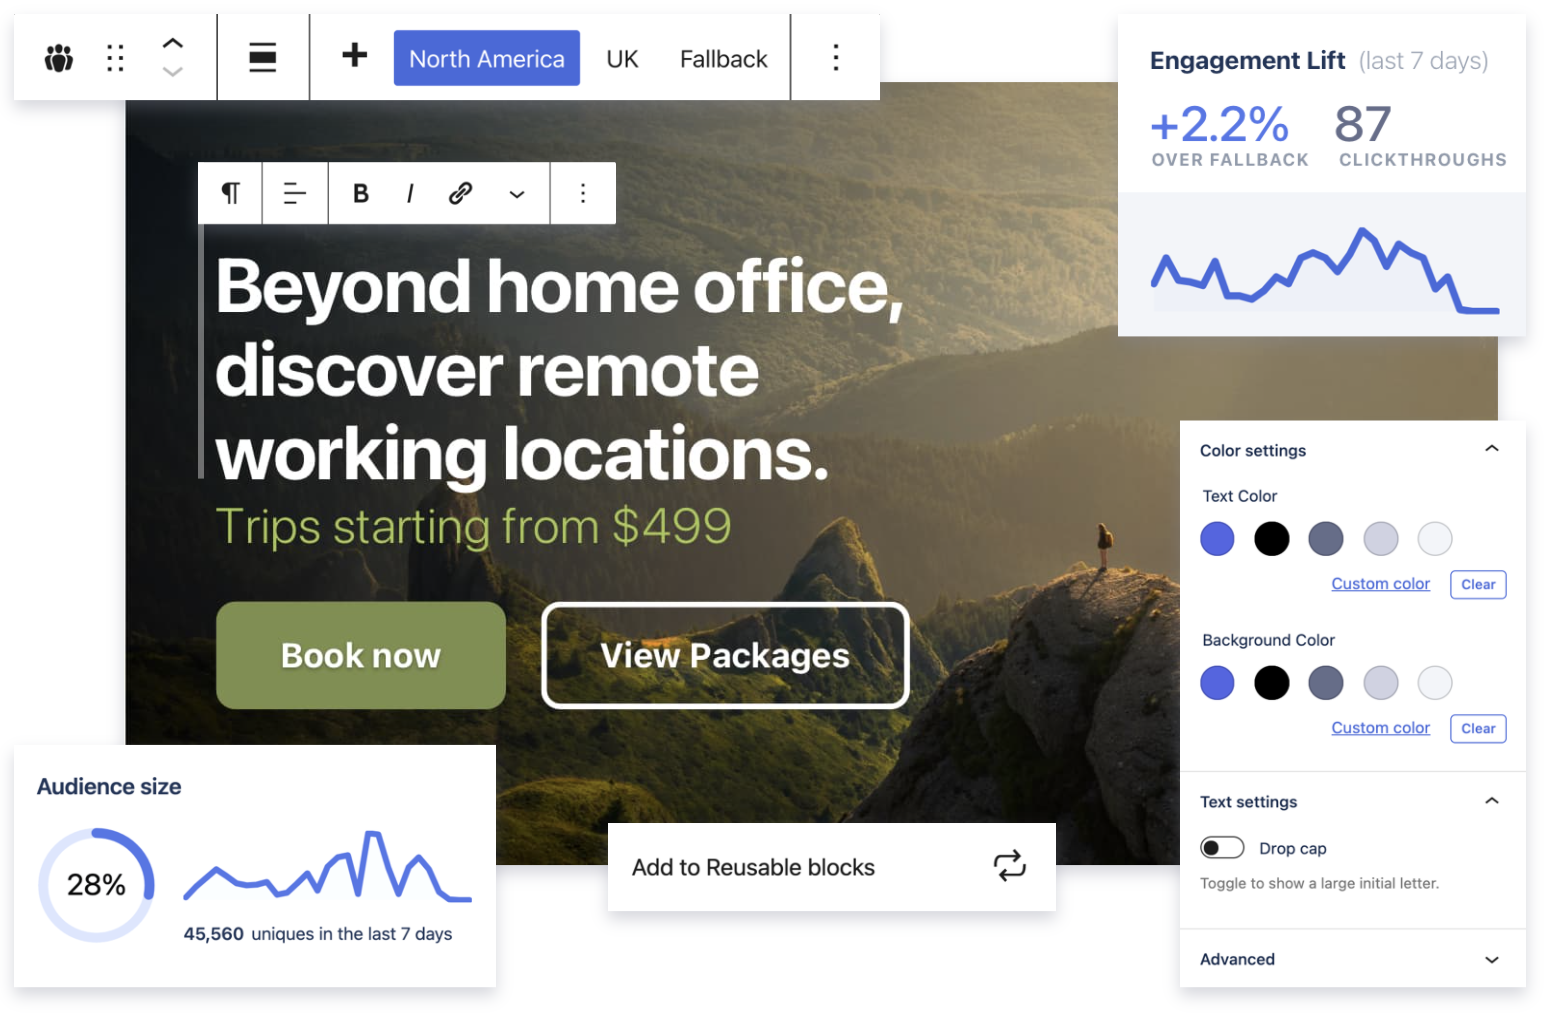 North America
UK
Fallback
Engagement Lift (last 7 days)
+2.2%
87
OVER FALLBACK
CLICKTHROUGHS
B I
Beyond home office,
discover remote
working locations.
Trips starting from $499
Book now
View Packages
Color settings
Text Color
Custom color
Clear
Background Color
Custom color
Clear
Text settings
Drop cap
Toggle to show a large initial letter.
Advanced
Audience size
28%
45,560 uniques in the last 7 days
Add to Reusable blocks